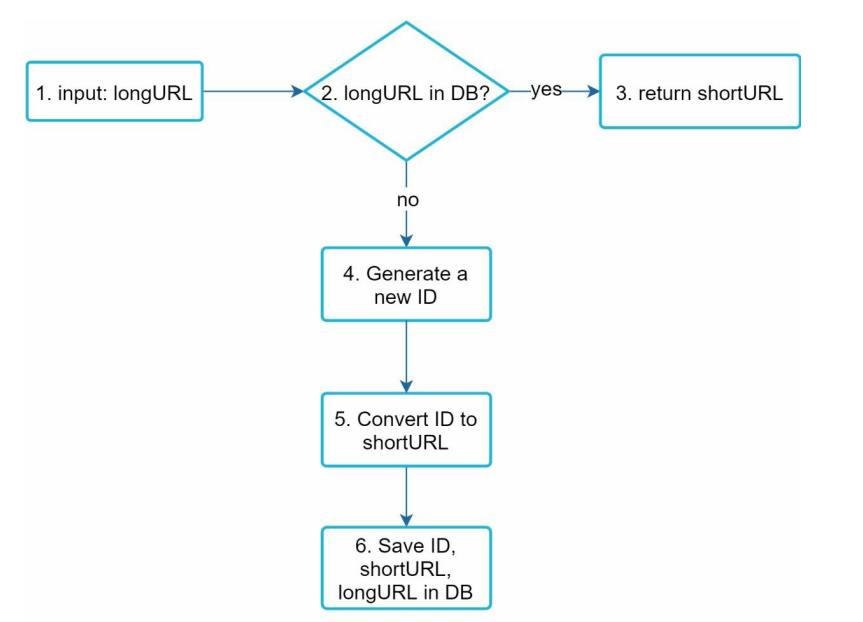 1. input: longURL
2. longURL in DB?
yes
3. return shortURL
no
4. Generate a
new ID
5. Convert ID to
shortURL
6. Save ID,
shortURL,
longURL in DB